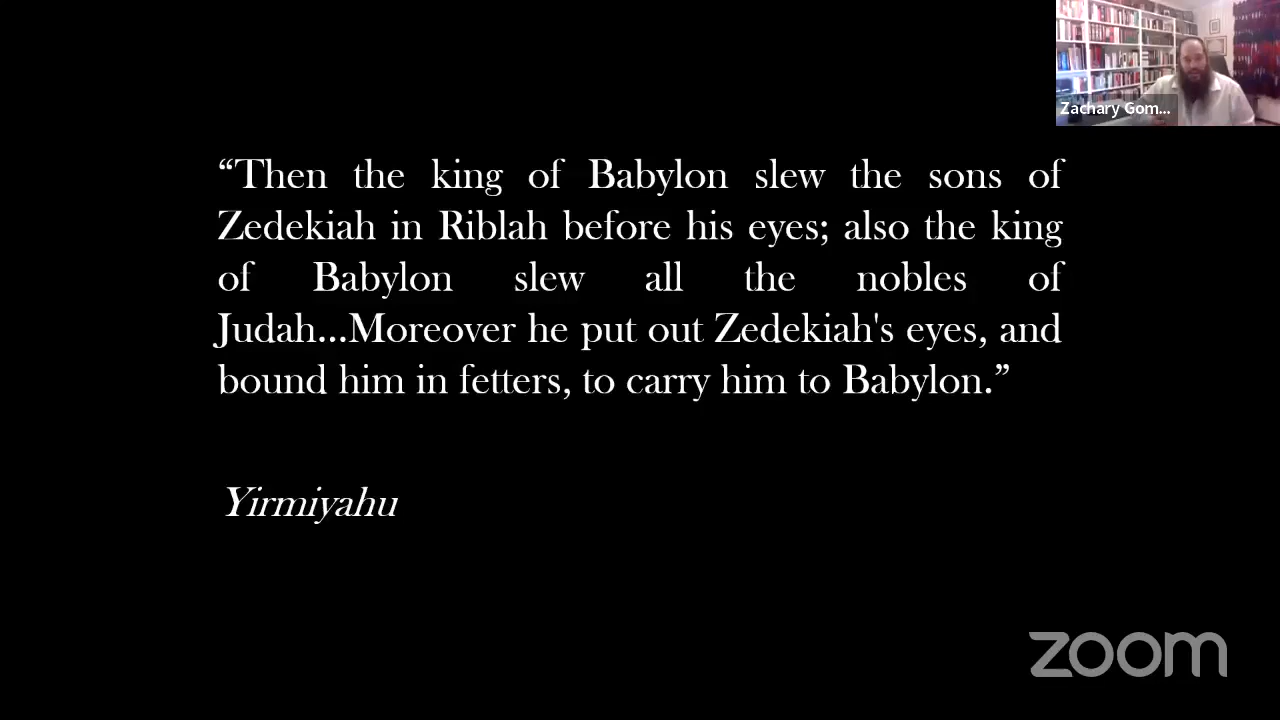 Zachary Gom...
“Then the king of Babylon slew the sons of
Zedekiah in Riblah before his eyes; also the king
of Babylon slew all the nobles of
Judah...Moreover he put out Zedekiah's eyes, and
bound him in fetters, to carry him to Babylon.”
Yirmiyahu
zoom